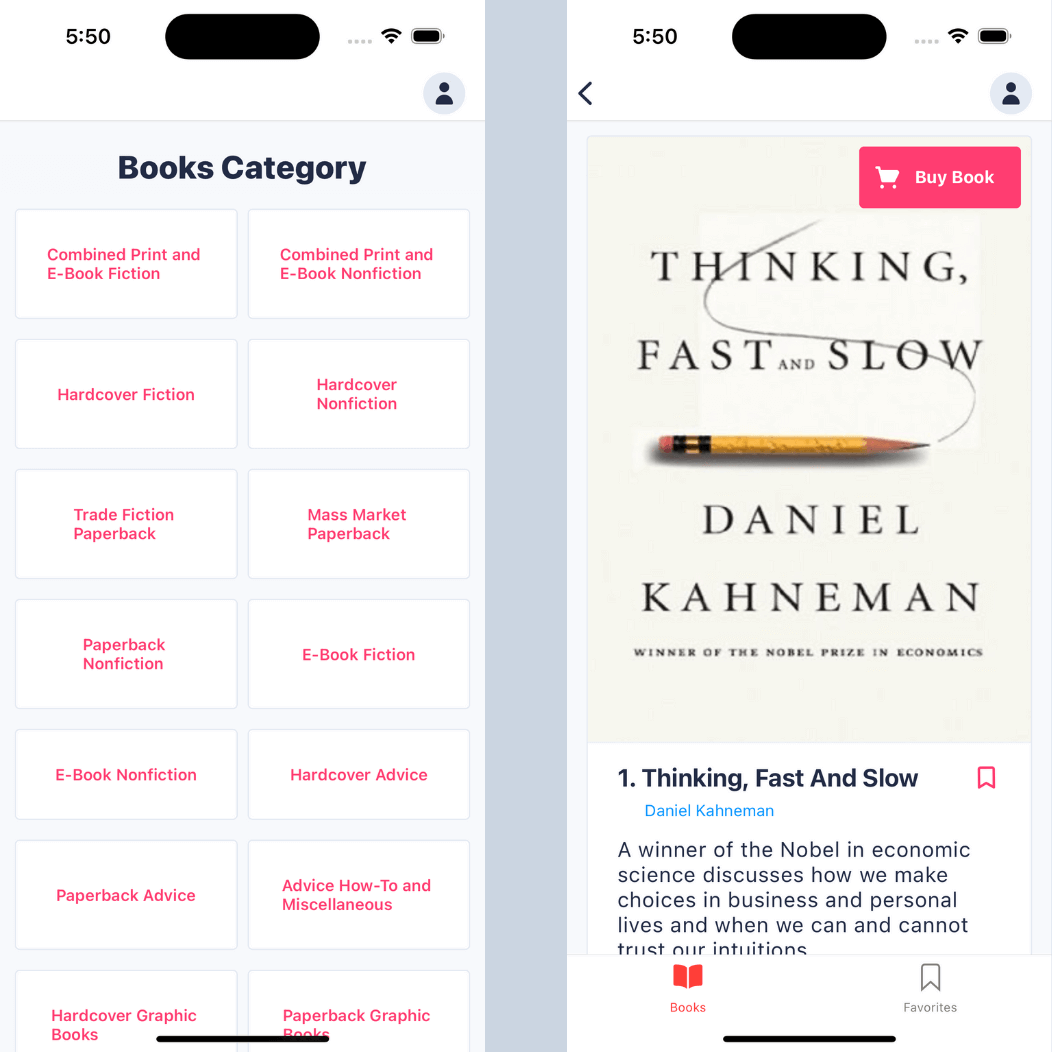 5:50
Books Category
Combined Print and
E-Book Fiction
Combined Print and
E-Book Nonfiction
Hardcover Fiction
Hardcover
Nonfiction
Trade Fiction
Paperback
Mass Market
Paperback
Paperback
Nonfiction
E-Book Fiction
E-Book Nonfiction
Hardcover Advice
Paperback Advice
Advice How-To and
Miscellaneous
Hardcover Graphic
Books
Paperback Graphic
Books
5:50
Buy Book
THINKING,
FAST AND SLOW
DANIEL
KAHNEMAN
WINNER OF THE NOBEL PRIZE IN ECONOMICS
1. Thinking, Fast And Slow
Daniel Kahneman
A winner of the Nobel in economic
science discusses how we make
choices in business and personal
lives and when we can and cannot
trust our intuitions
Books
Favorites